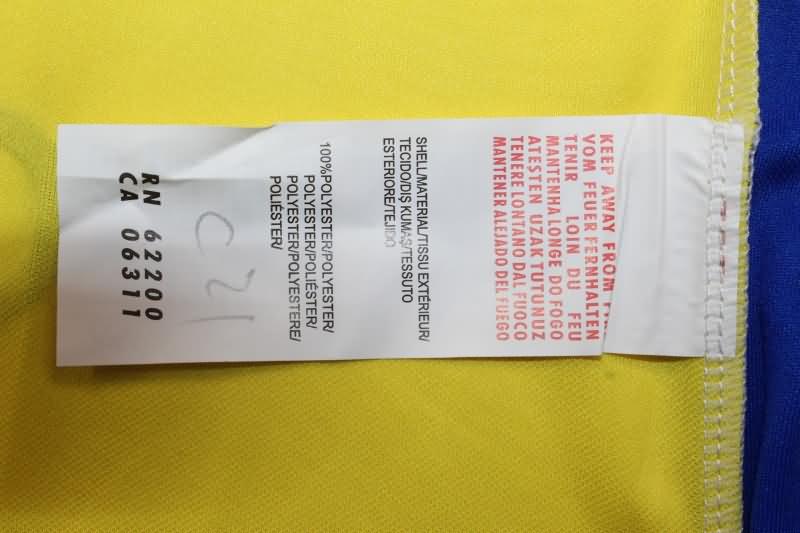 KEEP AWAY FROM
VOM FEUER FERNHALTEN
TENIR LOIN DU FEU
MANTENHA LONGE DO FOGO
ATEŞTEN UZAK TUTUNUZ
TENERE LONTANO DAL FUOCO
MANTENER ALEJADO DEL FUEGO
SHELL/MATERIAL/TISSU EXTÉRIEUR/
TECIDO/DIŞ KUMAŞ/TESSUTO
ESTERIORE/TEJIDO
100%POLYESTER/POLYESTER/
POLYESTER/POLIÉSTER/
POLYESTER/POLYESTERE/
POLIÉSTER/
RN 62200
CA 06311